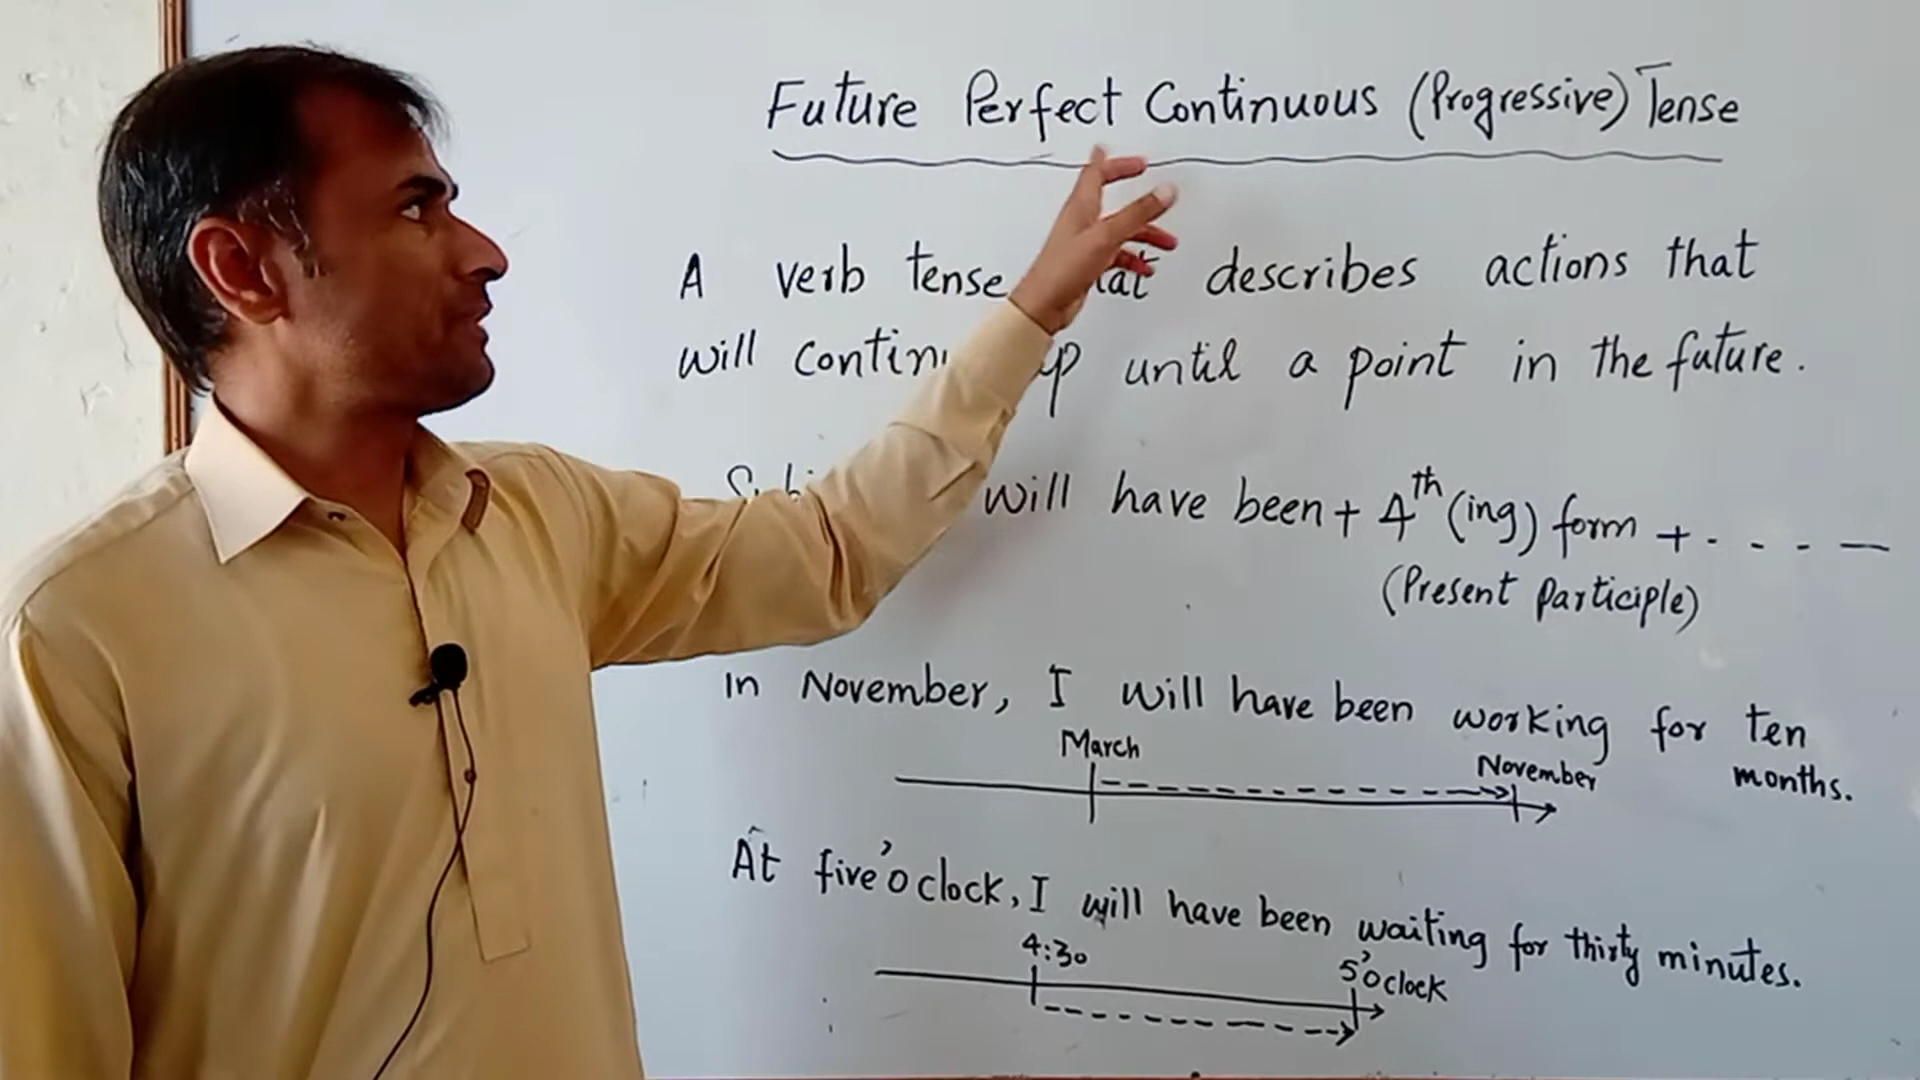 Future Perfect Continuous (Progressive) Tense
A verb tense describes actions that
will up until a point in the future.
will have been + 4th (ing) form + . - - —
(Present Participle)
In November, I will have been working for ten
months.
March
November
At five'o clock, I will have been waiting for thirty minutes.
4:30
5'o clock